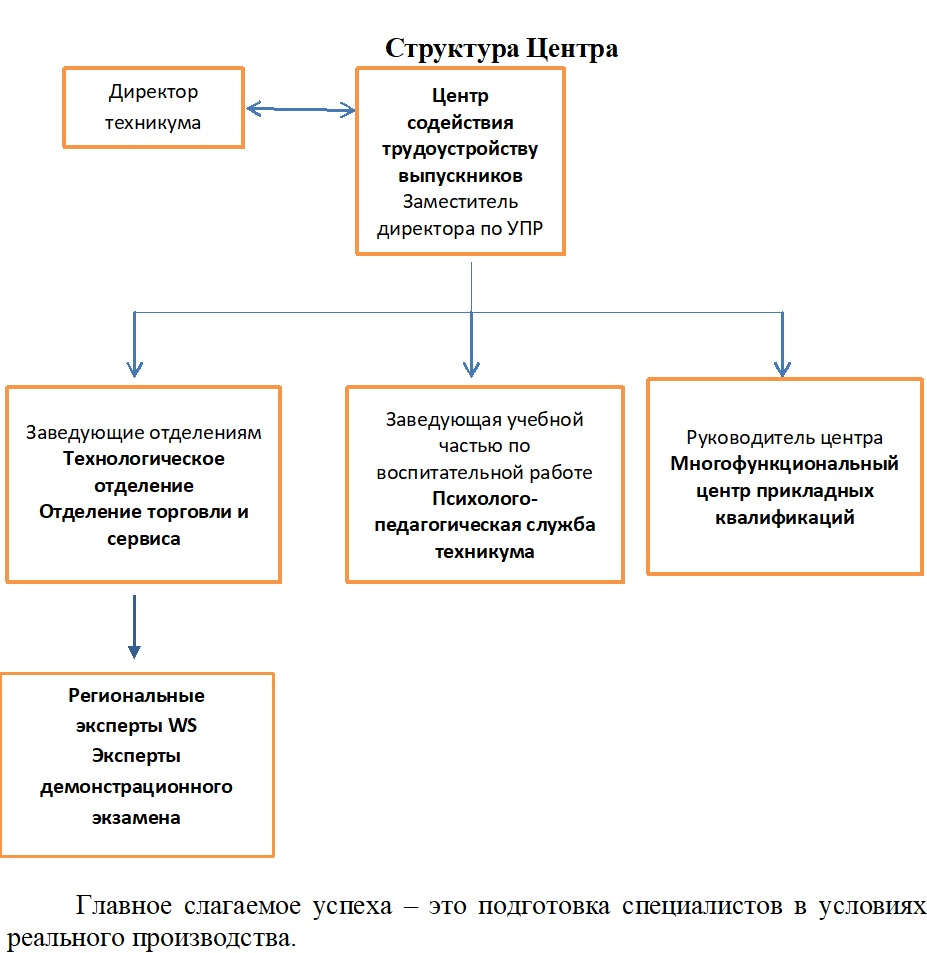 Структура Центра
Директор
техникума
Центр
содействия
трудоустройству
выпускников
Заместитель
директора по УПР
Заведующие отделениям
Технологическое
отделение
Отделение торговли и
сервиса
Заведующая учебной
частью по
воспитательной работе
Психолого-
педагогическая служба
техникума
Руководитель центра
Многофункциональный
центр прикладных
квалификаций
Региональные
эксперты WS
Эксперты
демонстрационного
экзамена
Главное слагаемое успеха – это подготовка специалистов в условиях
реального производства.